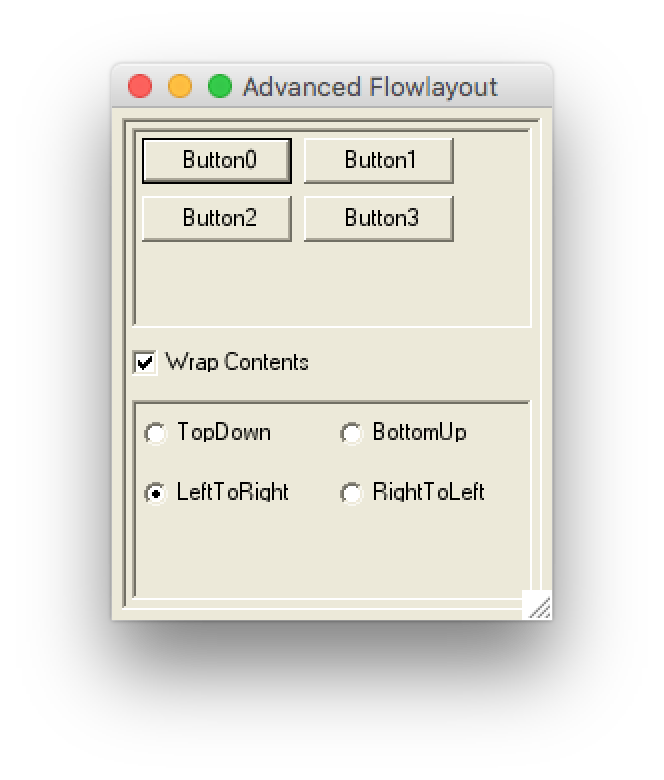 Advanced Flowlayout
Button0 Button1
Button2 Button3
Wrap Contents
TopDown BottomUp
LeftToRight RightToLeft